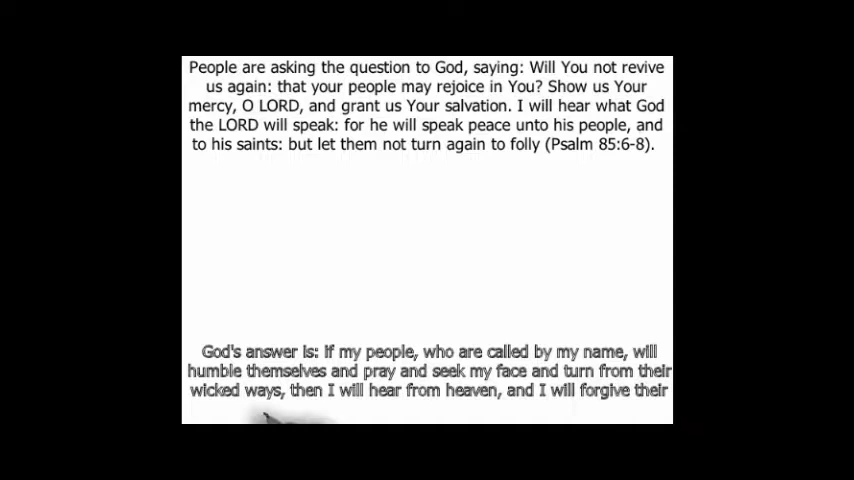 People are asking the question to God, saying: Will You not revive
us again: that your people may rejoice in You? Show us Your
mercy, O LORD, and grant us Your salvation. I will hear what God
the LORD will speak: for he will speak peace unto his people, and
to his saints: but let them not turn again to folly (Psalm 85:6-8).
God's answer is: if my people, who are called by my name, will
humble themselves and pray and seek my face and turn from their
wicked ways, then I will hear from heaven, and I will forgive their